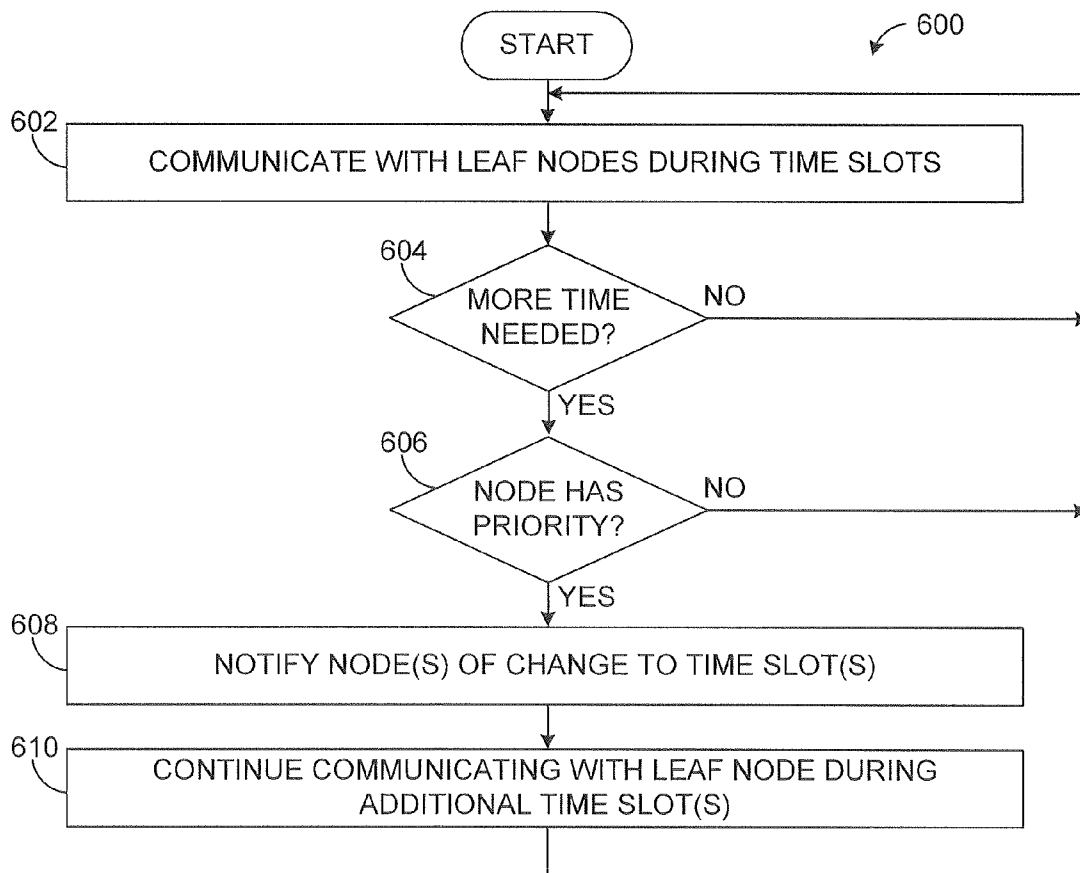 START
600
602
COMMUNICATE WITH LEAF NODES DURING TIME SLOTS
604
MORE TIME
NEEDED?
NO
YES
606
NODE HAS
PRIORITY?
NO
YES
608
NOTIFY NODE(S) OF CHANGE TO TIME SLOT(S)
610
CONTINUE COMMUNICATING WITH LEAF NODE DURING
ADDITIONAL TIME SLOT(S)